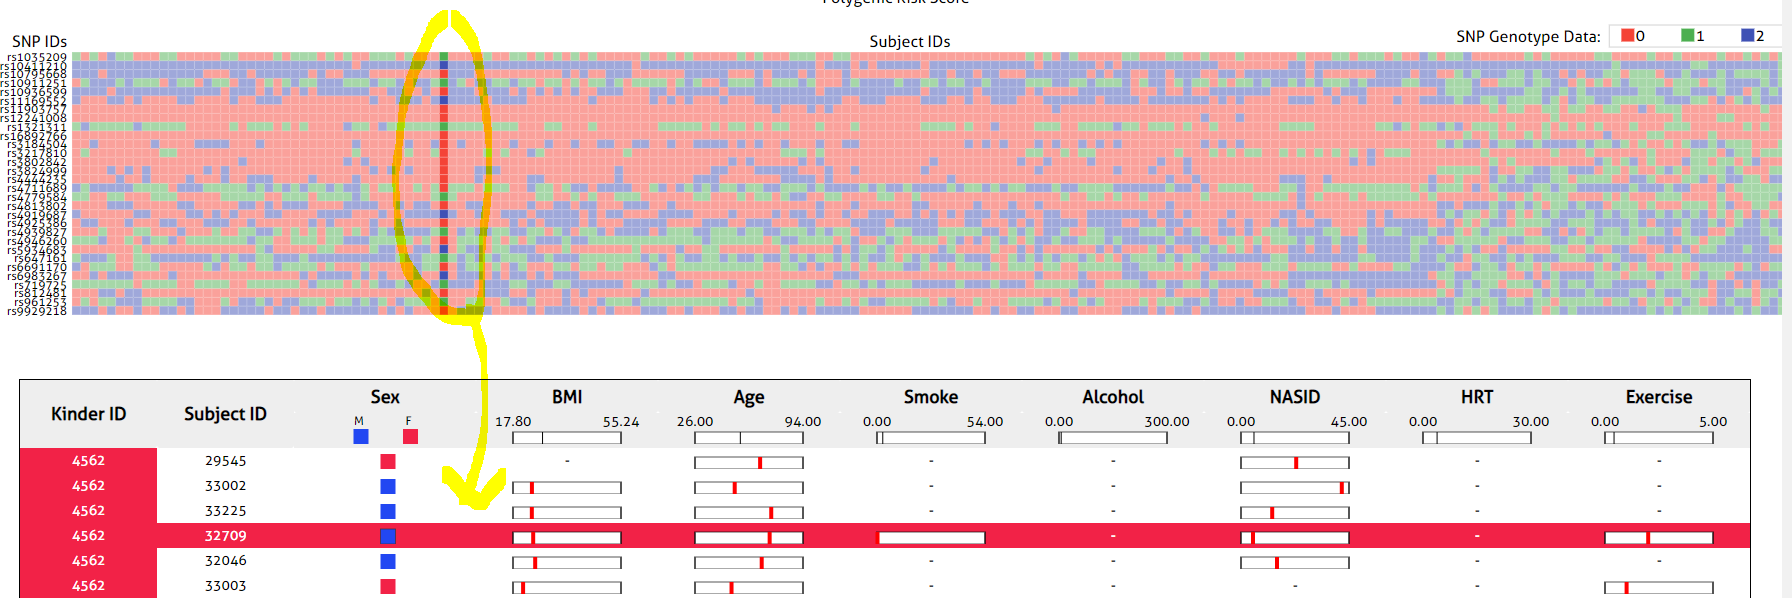 Polygenic Risk Score
SNP IDs Subject IDs SNP Genotype Data: 0 1 2
rs1035209
rs10411210
rs10795668
rs10911251
rs10936599
rs11169552
rs11903757
rs12241008
rs1321311
rs16892766
rs3184504
rs3217810
rs3802842
rs3824999
rs4444235
rs4711689
rs4779584
rs4813802
rs4919687
rs4925386
rs4939827
rs4946260
rs5934683
rs647161
rs6691170
rs6983267
rs719725
rs812481
rs961253
rs9929218
Kinder ID Subject ID Sex BMI Age Smoke Alcohol NASID HRT Exercise
M F 17.80 55.24 26.00 94.00 0.00 54.00 0.00 300.00 0.00 45.00 0.00 30.00 0.00 5.00
4562 29545 - - - - -
4562 33002 - - - -
4562 33225 - - - -
4562 32709 - -
4562 32046 - - - -
4562 33003 - - - -